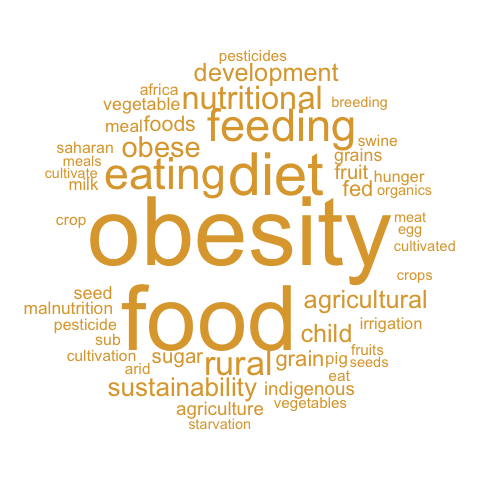 pesticides
development
africa
nutritional
vegetable
breeding
feeding
meal
foods
swine
saharan
obese
grains
meals
eating
diet
fruit
hunger
cultivate
milk
fed
organics
obesity
crop
meat
egg
cultivated
crops
food
seed
agricultural
malnutrition
pesticide
child
irrigation
sub
cultivation
sugar
rural
grain
pig
fruits
seeds
arid
eat
sustainability
indigenous
agriculture
vegetables
starvation